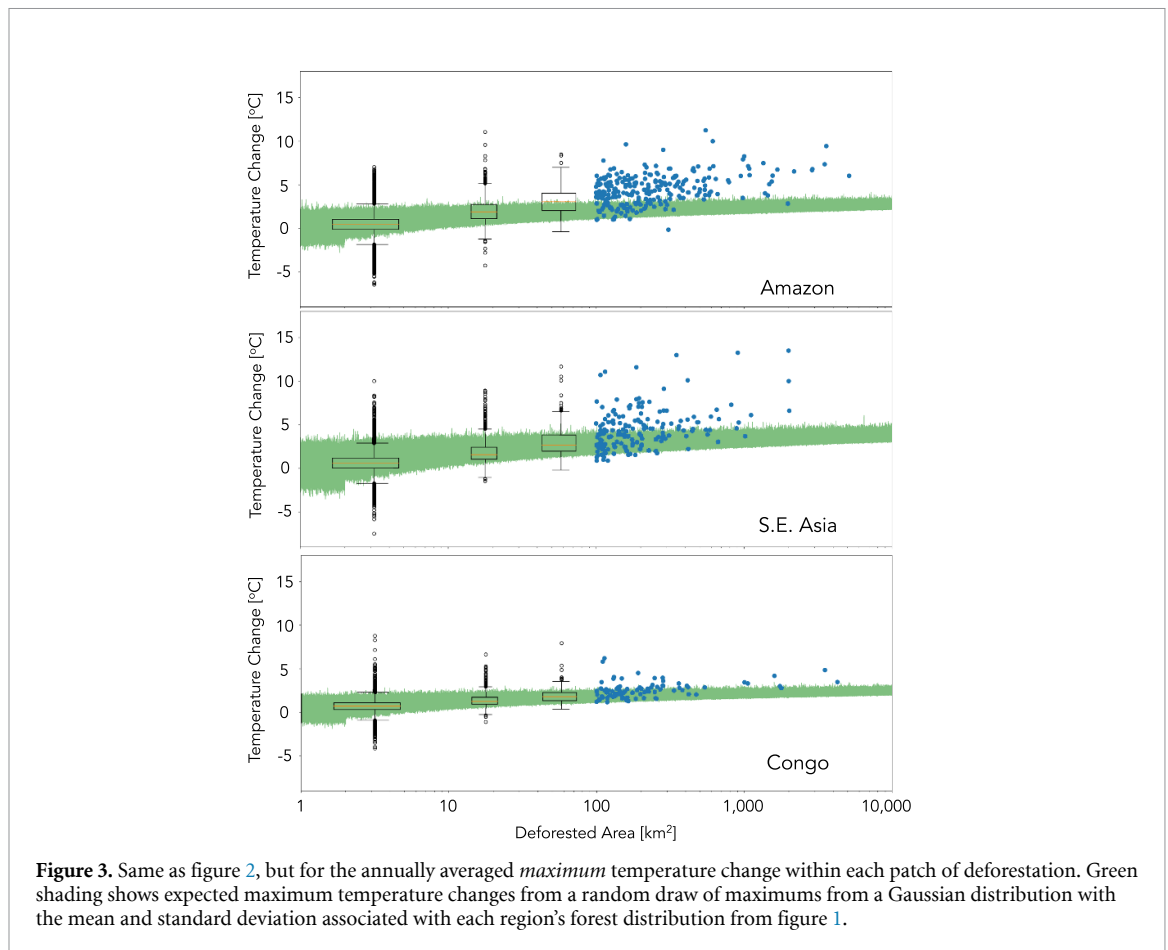 Temperature Change [°C]
15
10
5
0
-5
Amazon
Temperature Change [°C]
15
10
5
0
-5
S.E. Asia
Temperature Change [°C]
15
10
5
0
-5
Congo
1 10 100 1,000 10,000
Deforested Area [km²]
Figure 3. Same as figure 2, but for the annually averaged maximum temperature change within each patch of deforestation. Green
shading shows expected maximum temperature changes from a random draw of maximums from a Gaussian distribution with
the mean and standard deviation associated with each region's forest distribution from figure 1.